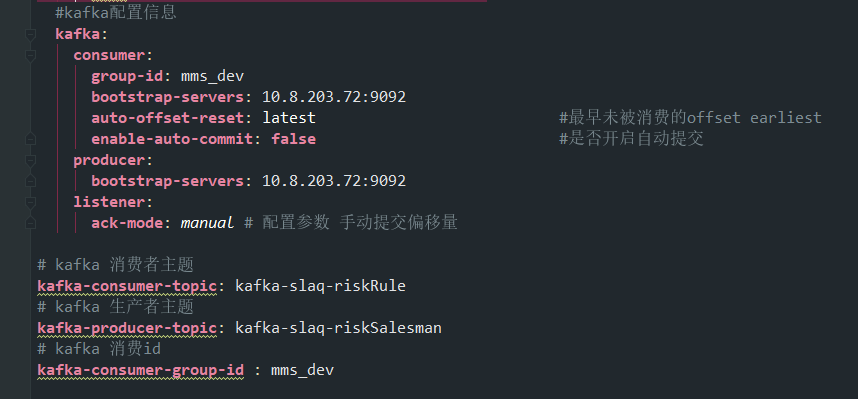 #kafka配置信息
kafka:
consumer:
group-id: mms_dev
bootstrap-servers: 10.8.203.72:9092
auto-offset-reset: latest #最早未被消费的offset earliest
enable-auto-commit: false #是否开启自动提交
producer:
bootstrap-servers: 10.8.203.72:9092
listener:
ack-mode: manual # 配置参数 手动提交偏移量
# kafka 消费者主题
kafka-consumer-topic: kafka-slaq-riskRule
# kafka 生产者主题
kafka-producer-topic: kafka-slaq-riskSalesman
# kafka 消费id
kafka-consumer-group-id : mms_dev